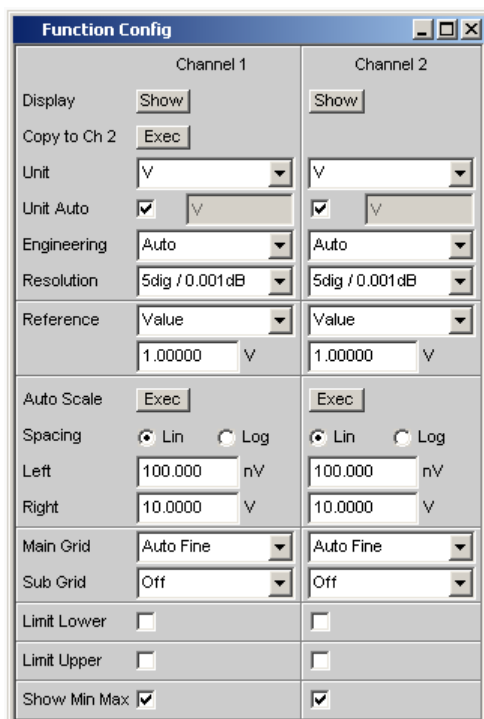 Function Config
Channel 1 Channel 2
Display Show Show
Copy to Ch 2 Exec
Unit V V
Unit Auto V V
Engineering Auto Auto
Resolution 5dig / 0.001dB 5dig / 0.001dB
Reference Value Value
1.00000 V 1.00000 V
Auto Scale Exec Exec
Spacing Lin Log Lin Log
Left 100.000 nV 100.000 nV
Right 10.0000 V 10.0000 V
Main Grid Auto Fine Auto Fine
Sub Grid Off Off
Limit Lower
Limit Upper
Show Min Max